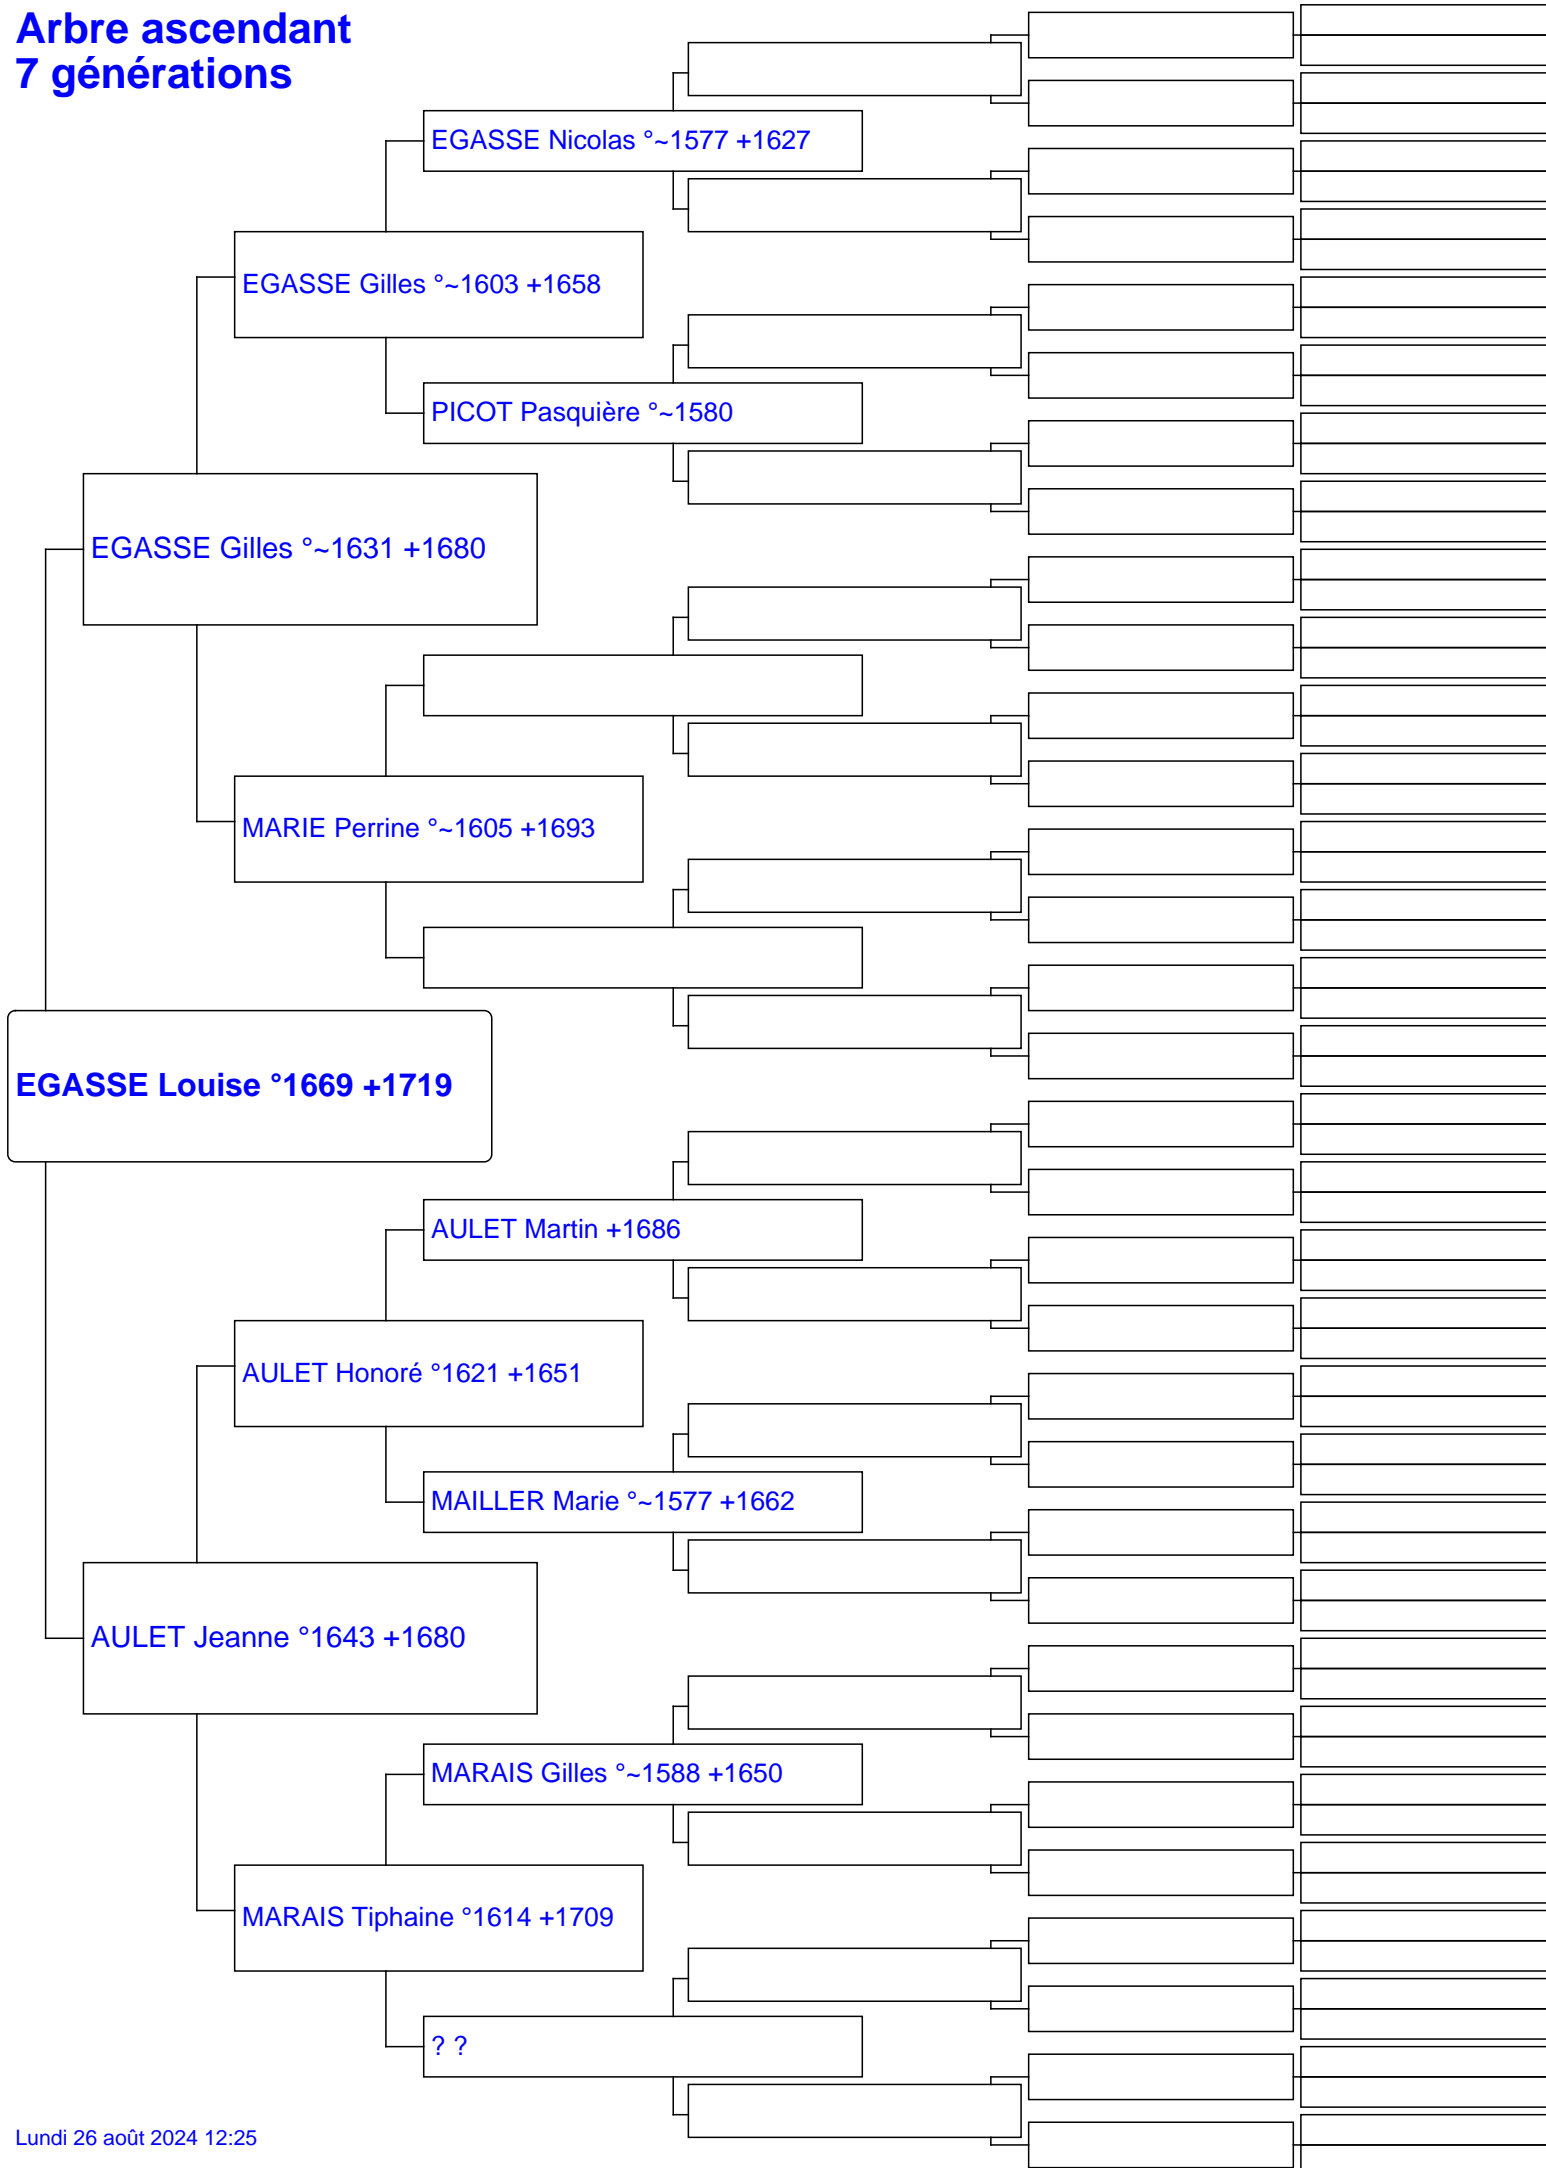 Arbre ascendant
7 générations
EGASSE Nicolas °~1577 +1627
EGASSE Gilles °~1603 +1658
PICOT Pasquière °~1580
EGASSE Gilles °~1631 +1680
MARIE Perrine °~1605 +1693
EGASSE Louise °1669 +1719
AULET Martin +1686
AULET Honoré °1621 +1651
MAILLER Marie °~1577 +1662
AULET Jeanne °1643 +1680
MARAIS Gilles °~1588 +1650
MARAIS Tiphaine °1614 +1709
? ?
Lundi 26 août 2024 12:25